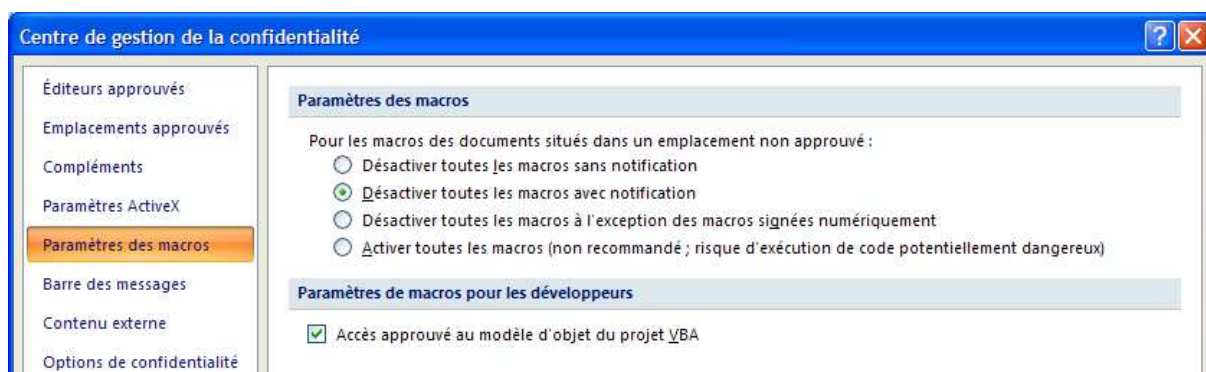 Centre de gestion de la confidentialité
Éditeurs approuvés
Emplacements approuvés
Compléments
Paramètres ActiveX
Paramètres des macros
Barre des messages
Contenu externe
Options de confidentialité
Paramètres des macros
Pour les macros des documents situés dans un emplacement non approuvé :
Désactiver toutes les macros sans notification
Désactiver toutes les macros avec notification
Désactiver toutes les macros à l'exception des macros signées numériquement
Activer toutes les macros (non recommandé ; risque d'exécution de code potentiellement dangereux)
Paramètres de macros pour les développeurs
Accès approuvé au modèle d'objet du projet VBA